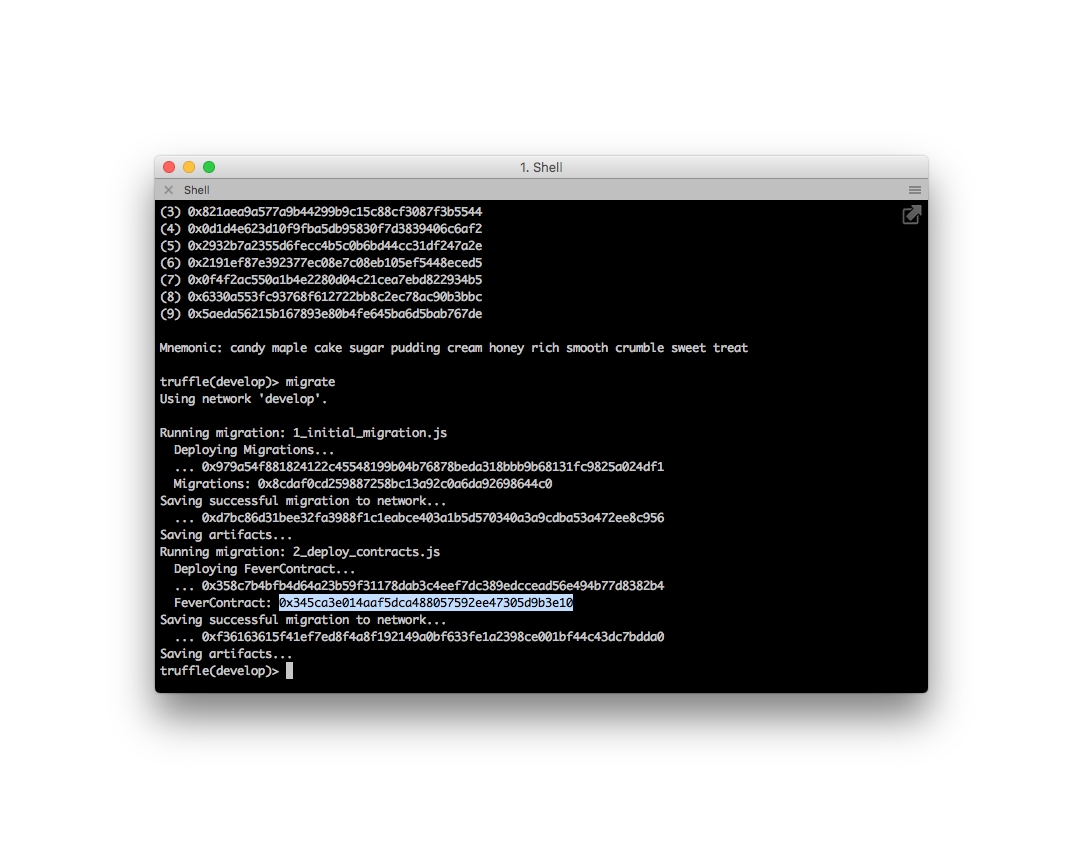 1. Shell
Shell
(3) 0x821aea9a577a9b44299b9c15c88cf3087f3b5544
(4) 0x0d1d4e623d10f9fba5db95830f7d3839406c6af2
(5) 0x2932b7a2355d6fecc4b5c0b6bd44cc31df247a2e
(6) 0x2191ef87e392377ec08e7c08eb105ef5448eced5
(7) 0x0f4f2ac550a1b4e2280d04c21cea7ebd822934b5
(8) 0x6330a553fc93768f612722bb8c2ec78ac90b3bbc
(9) 0x5aeda56215b167893e80b4fe645ba6d5bab767de
Mnemonic: candy maple cake sugar pudding cream honey rich smooth crumble sweet treat
truffle(develop)> migrate
Using network 'develop'.
Running migration: 1_initial_migration.js
Deploying Migrations...
... 0x979a54f881824122c45548199b04b76878beda318bbb9b68131fc9825a024df1
Migrations: 0x8cdaf0cd259887258bc13a92c0a6da92698644c0
Saving successful migration to network...
... 0xd7bc86d31bee32fa3988f1c1eabce403a1b5d570340a3a9cdba53a472ee8c956
Saving artifacts...
Running migration: 2_deploy_contracts.js
Deploying FeverContract...
... 0x358c7b4bfb4d64a23b59f31178dab3c4eef7dc389edccead56e494b77d8382b4
FeverContract: 0x345ca3e014aaf5dca488057592ee47305d9b3e10
Saving successful migration to network...
... 0xf36163615f41ef7ed8f4a8f192149a0bf633fe1a2398ce001bf44c43dc7bdda0
Saving artifacts...
truffle(develop)>